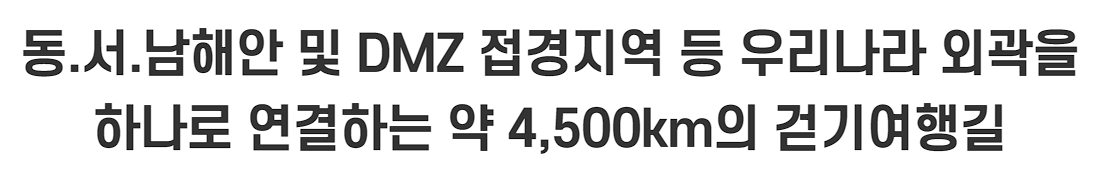 동.서.남해안 및 DMZ 접경지역 등 우리나라 외곽을
하나로 연결하는 약 4,500km의 걷기여행길